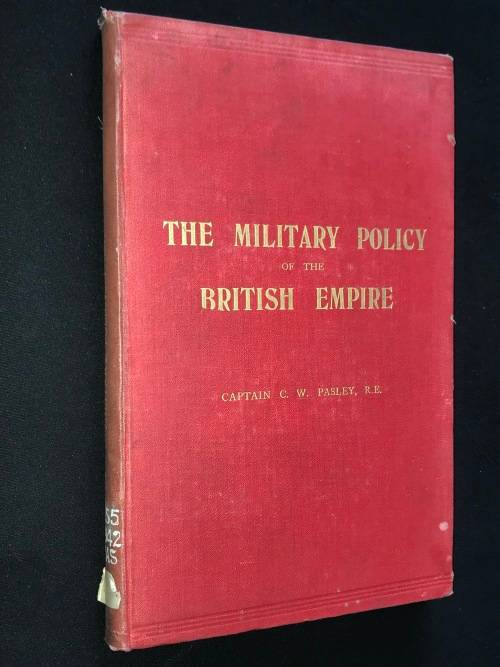 THE MILITARY POLICY
OF THE
BRITISH EMPIRE
CAPTAIN C. W. PASLEY, R.E.